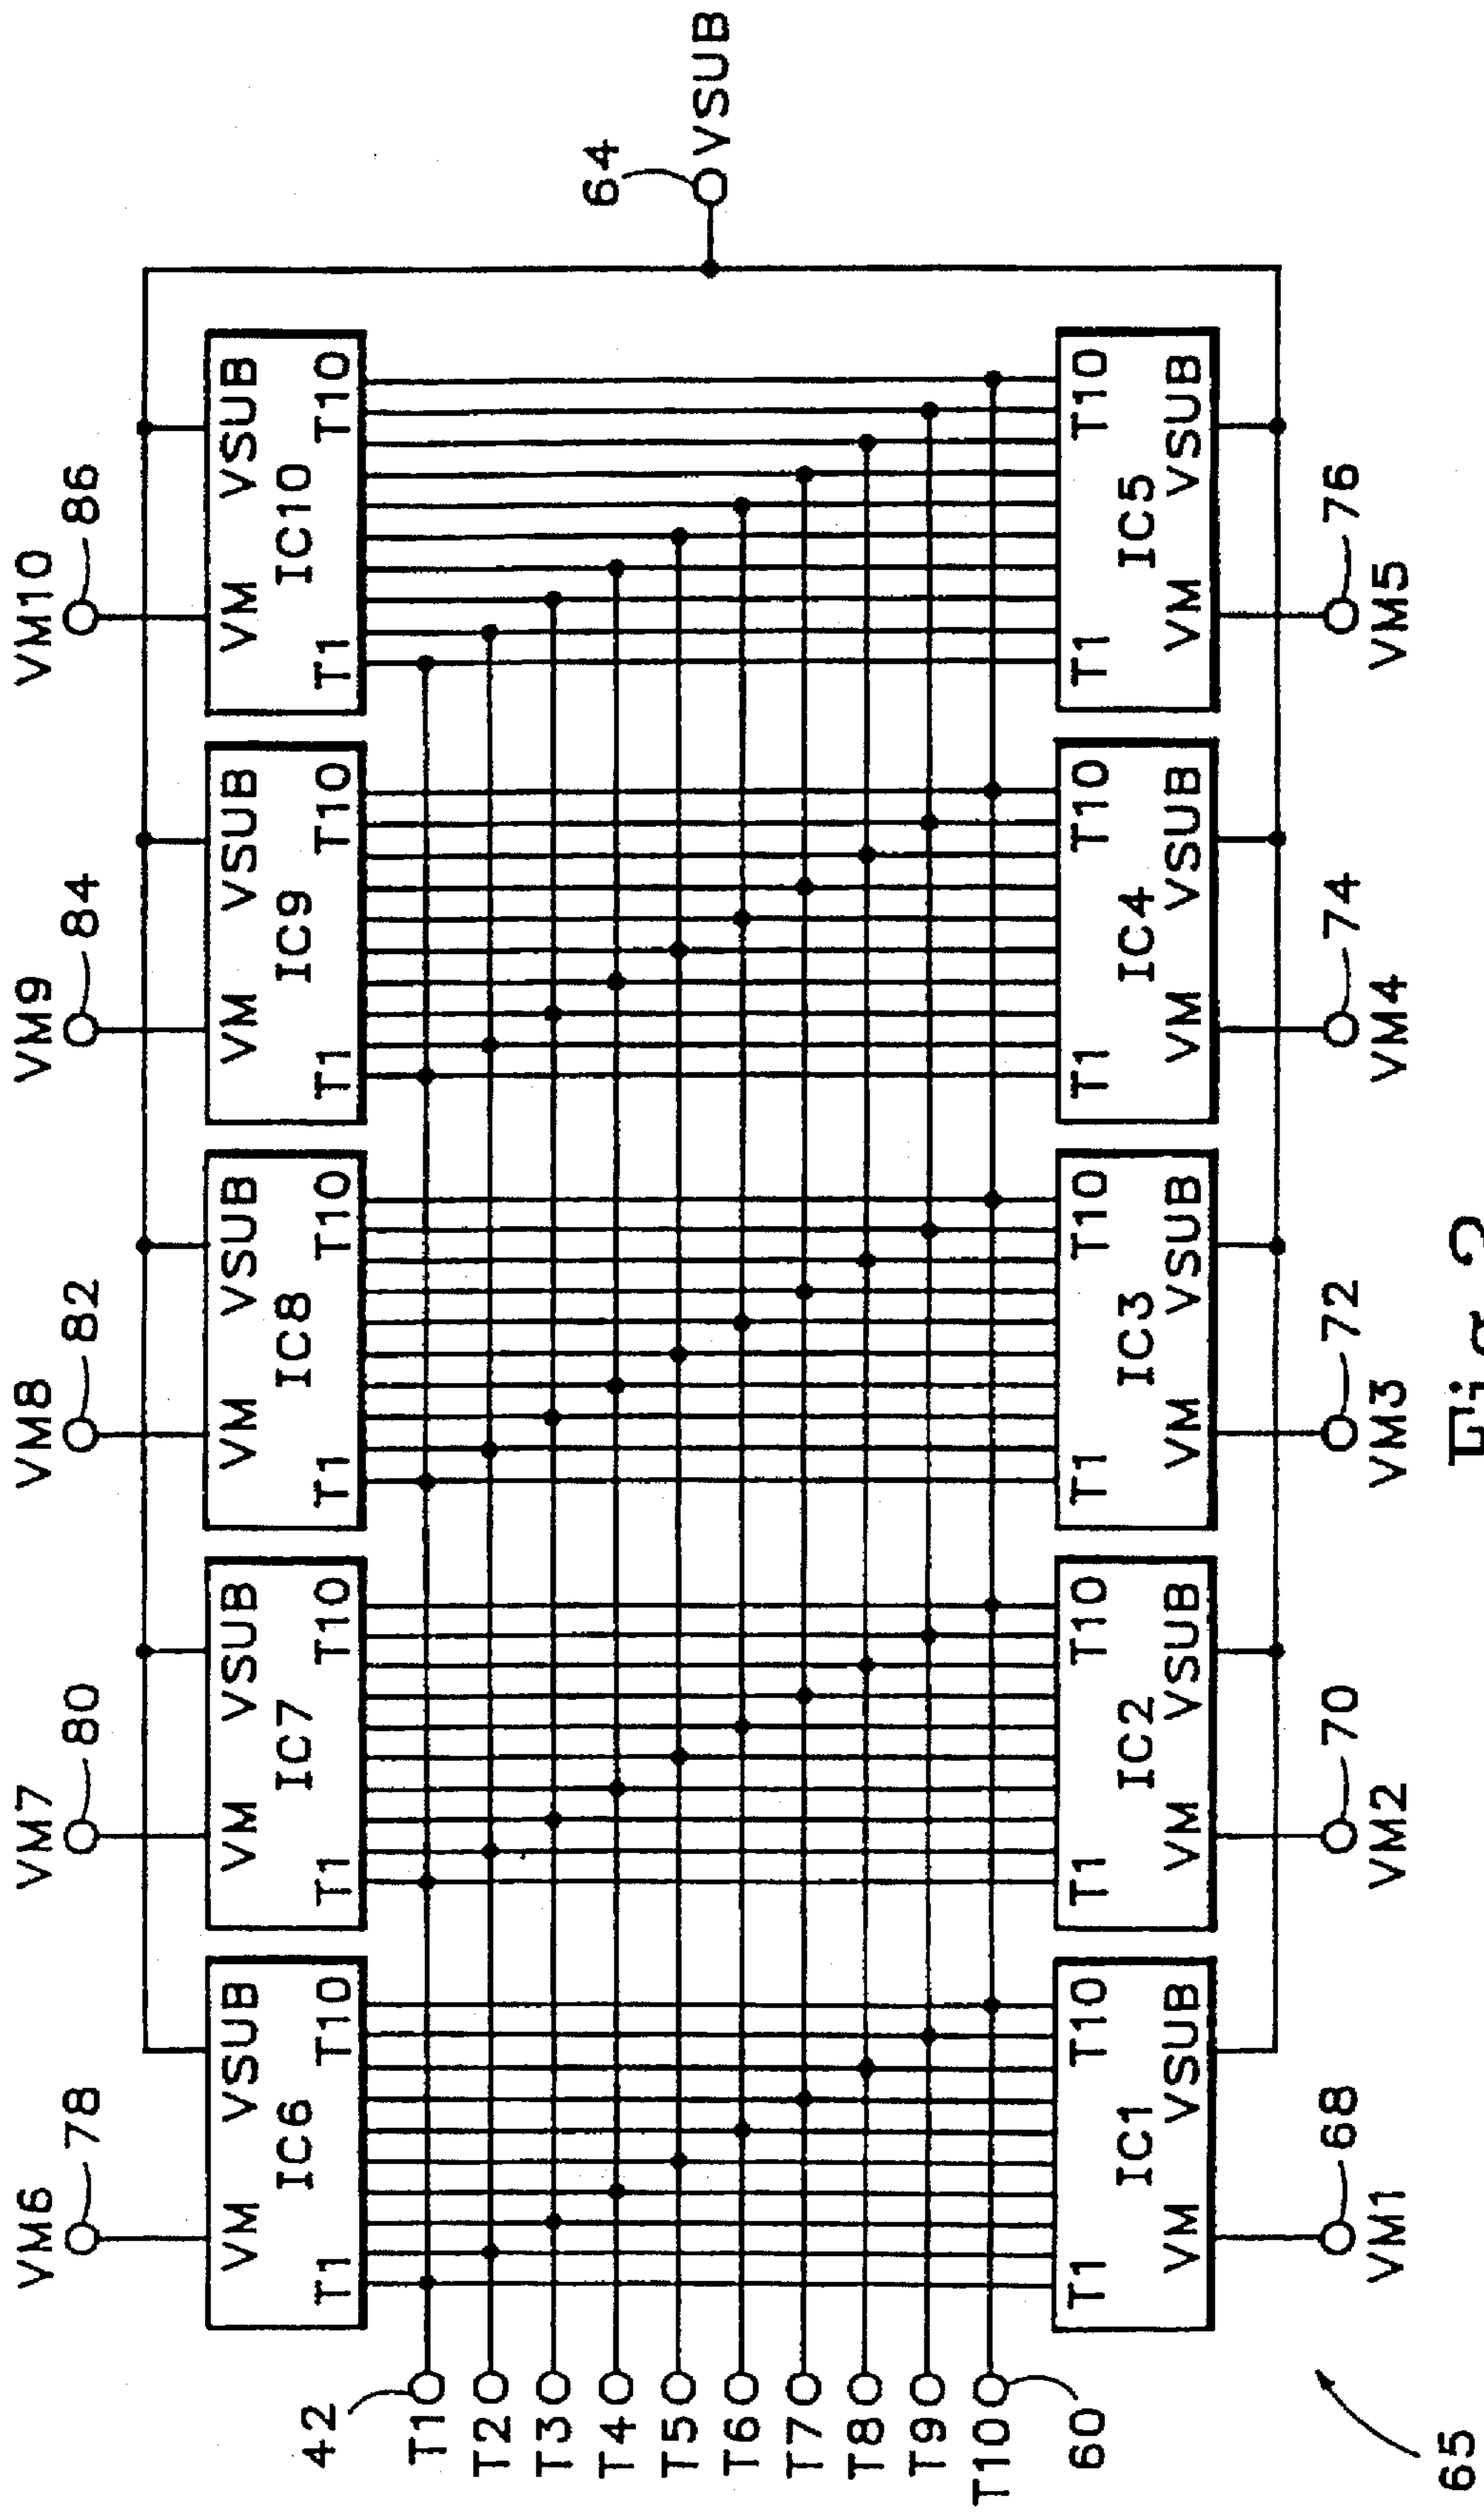 VM6 78 VM7 80 VM8 82 VM9 84 VM10 86
VM VSUB VM VSUB VM VSUB VM VSUB VM VSUB
IC6 IC7 IC8 IC9 IC10
T1 T10 T1 T10 T1 T10 T1 T10 T1 T10
42
T1
T2
T3
T4
64
T5
T6
VSUB
T7
T8
T9
T10
60
T1 T10 T1 T10 T1 T10 T1 T10 T1 T10
IC1 IC2 IC3 IC4 IC5
VM VSUB VM VSUB VM VSUB VM VSUB VM VSUB
68 70 72 74 76
VM1 VM2 VM3 VM4 VM5
65
Fig.